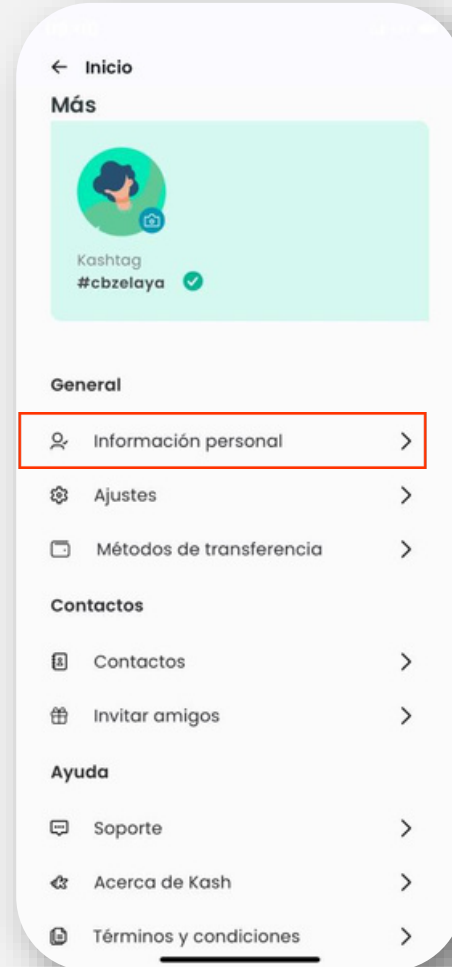 ← Inicio
Más
Kashtag
#cbzelaya
General
Información personal
Ajustes
Métodos de transferencia
Contactos
Contactos
Invitar amigos
Ayuda
Soporte
Acerca de Kash
Términos y condiciones